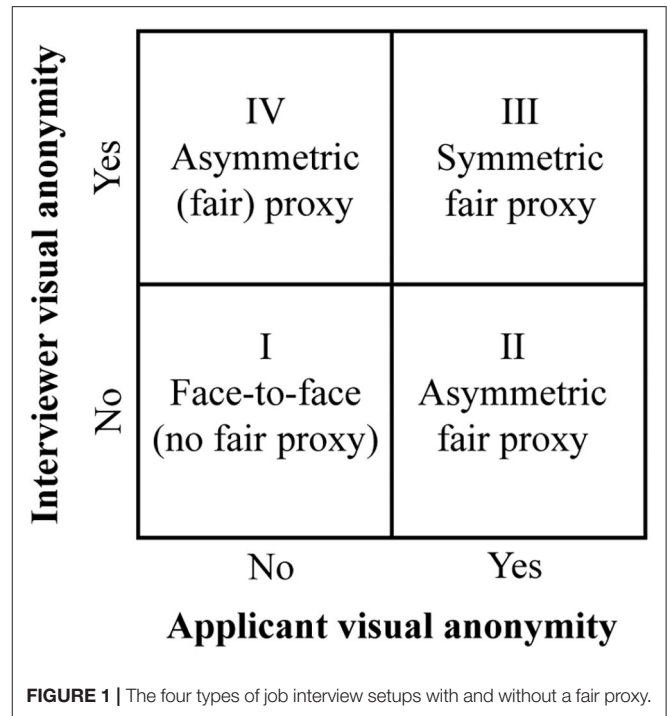 Interviewer visual anonymity
Yes
No
IV
Asymmetric
(fair) proxy
III
Symmetric
fair proxy
I
Face-to-face
(no fair proxy)
II
Asymmetric
fair proxy
No
Yes
Applicant visual anonymity
FIGURE 1 | The four types of job interview setups with and without a fair proxy.